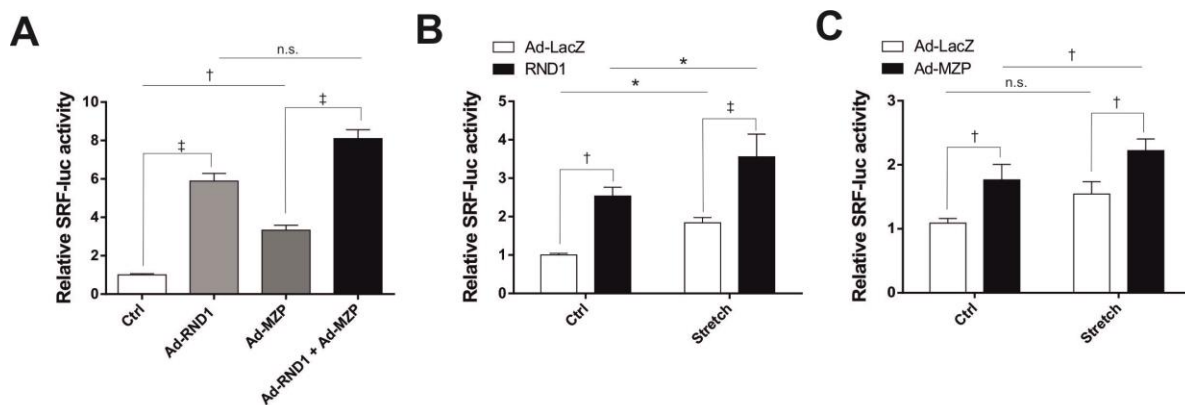 A
n.s.
†
‡
‡
Relative SRF-luc activity
10
8
6
4
2
0
Ctrl
Ad-RND1
Ad-MZP
Ad-RND1 + Ad-MZP
B
Ad-LacZ
RND1
*
*
‡
†
Relative SRF-luc activity
5
4
3
2
1
0
Ctrl
Stretch
C
Ad-LacZ
Ad-MZP
†
n.s.
†
†
Relative SRF-luc activity
3
2
1
0
Ctrl
Stretch